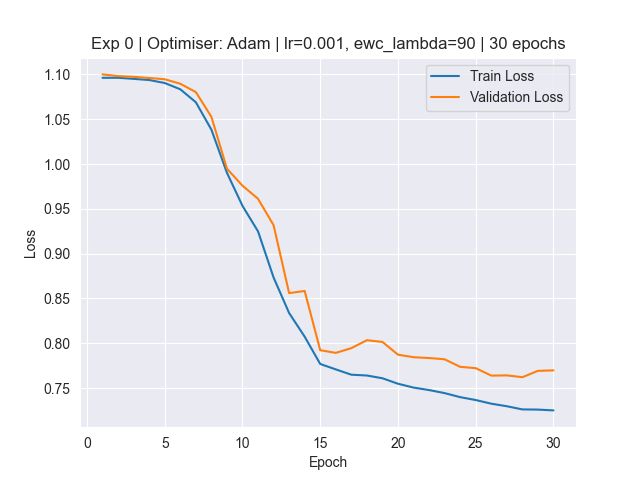 Exp 0 | Optimiser: Adam | lr=0.001, ewc_lambda=90 | 30 epochs
Train Loss
Validation Loss
Loss
1.10
1.05
1.00
0.95
0.90
0.85
0.80
0.75
0 5 10 15 20 25 30
Epoch